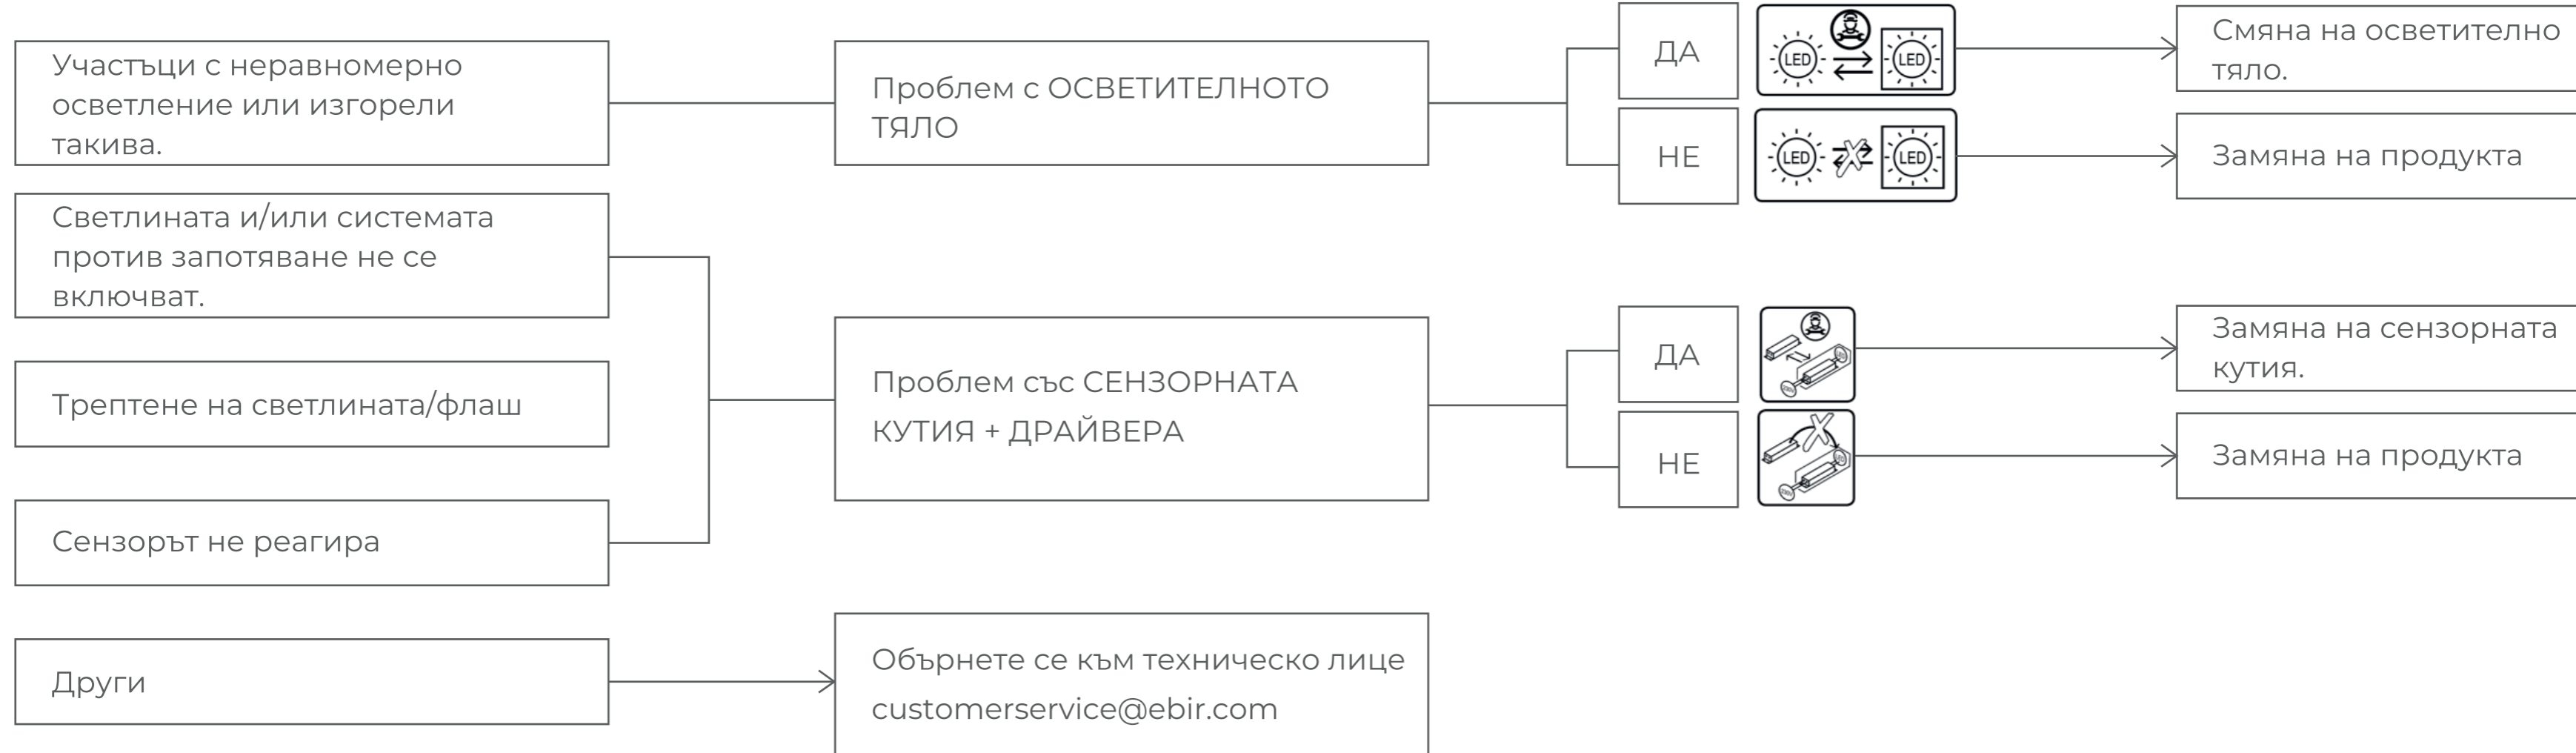 Участъци с неравномерно
осветление или изгорели
такива.
Проблем с ОСВЕТИТЕЛНОТО
ТЯЛО
ДА
LED
LED
Смяна на осветително
тяло.
НЕ
LED
LED
Замяна на продукта
Светлината и/или системата
против запотяване не се
включват.
Трептене на светлината/флаш
Сензорът не реагира
Проблем със СЕНЗОРНАТА
КУТИЯ + ДРАЙВЕРА
ДА
Замяна на сензорната
кутия.
НЕ
Замяна на продукта
Други
Обърнете се към техническо лице
customerservice@ebir.com